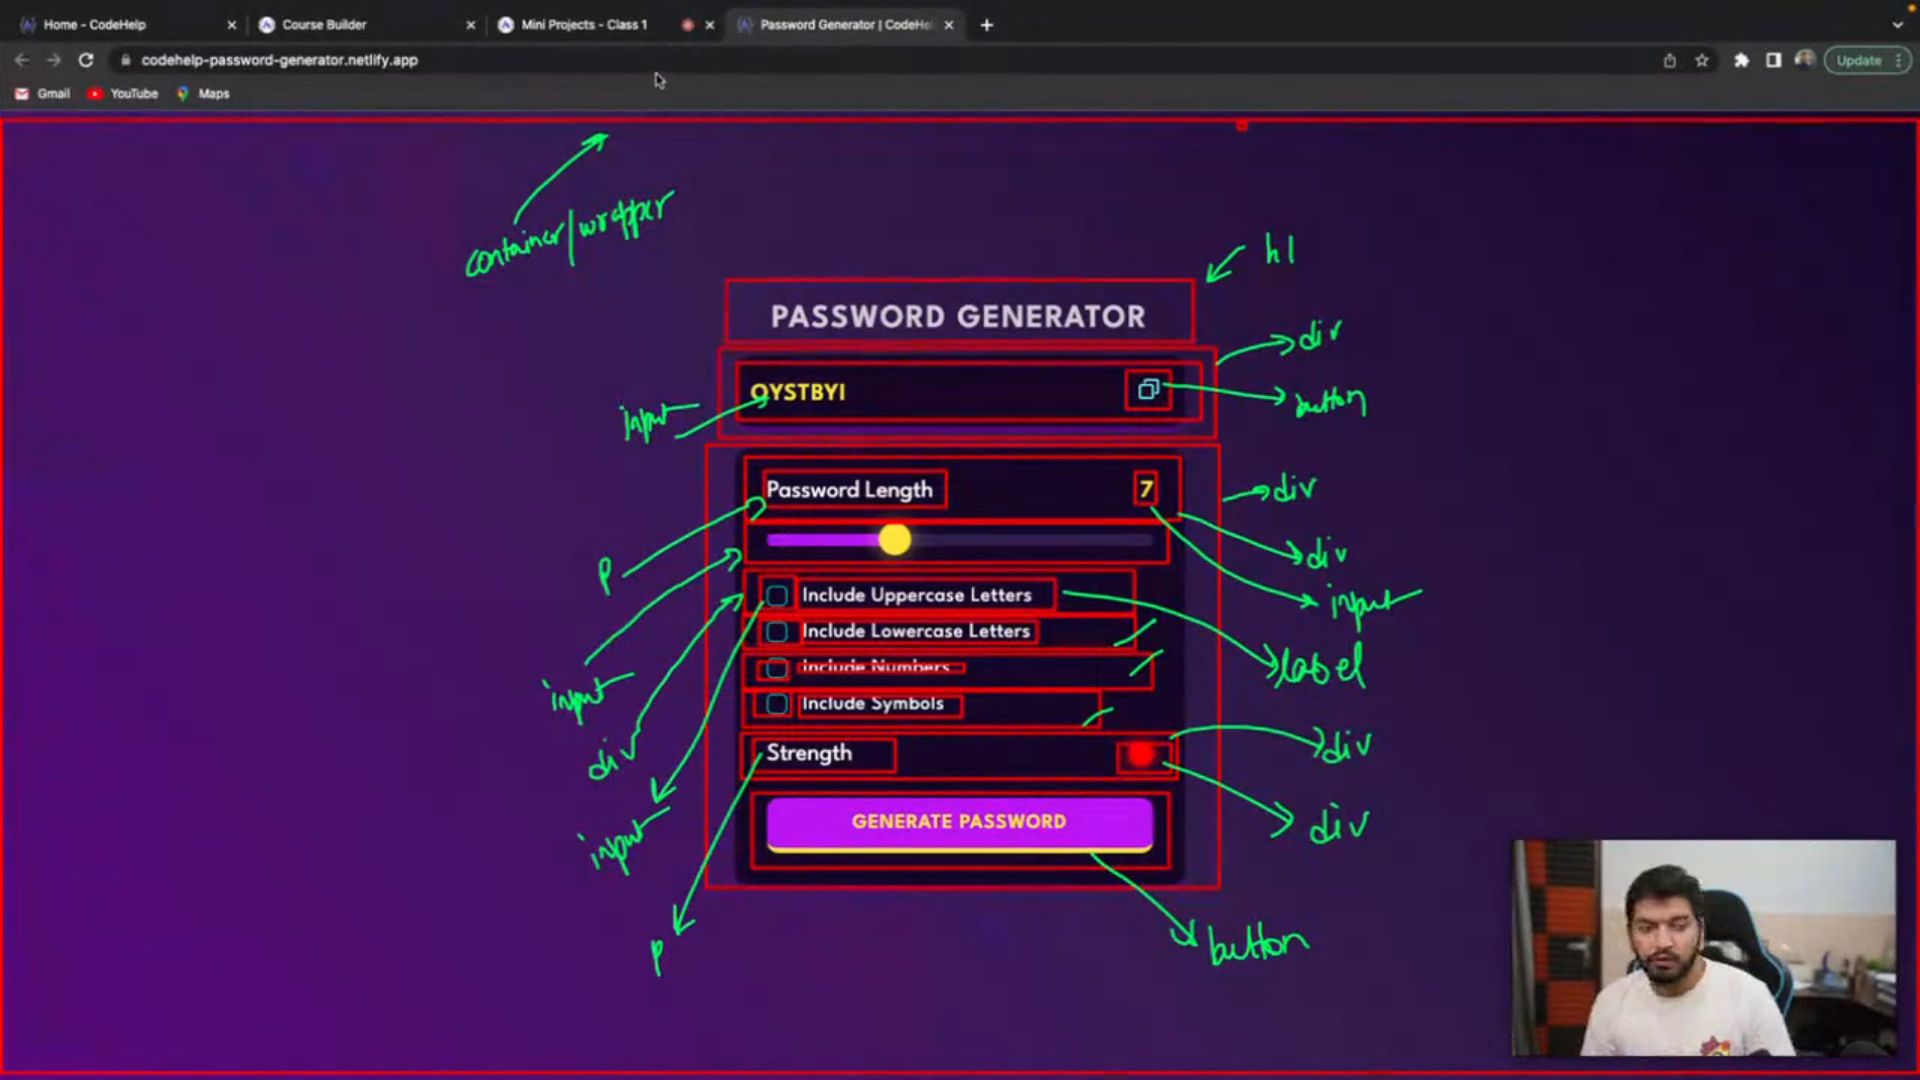 Home - CodeHelp
Course Builder
Mini Projects - Class 1
Password Generator | CodeHel
codehelp-password-generator.netlify.app
Update
Gmail
YouTube
Maps
container/wrapper
h1
PASSWORD GENERATOR
div
OYSTBYI
button
input
Password Length
7
div
div
p
input
Include Uppercase Letters
Include Lowercase Letters
label
Include Numbers
input
Include Symbols
div
Strength
div
input
GENERATE PASSWORD
div
button
p